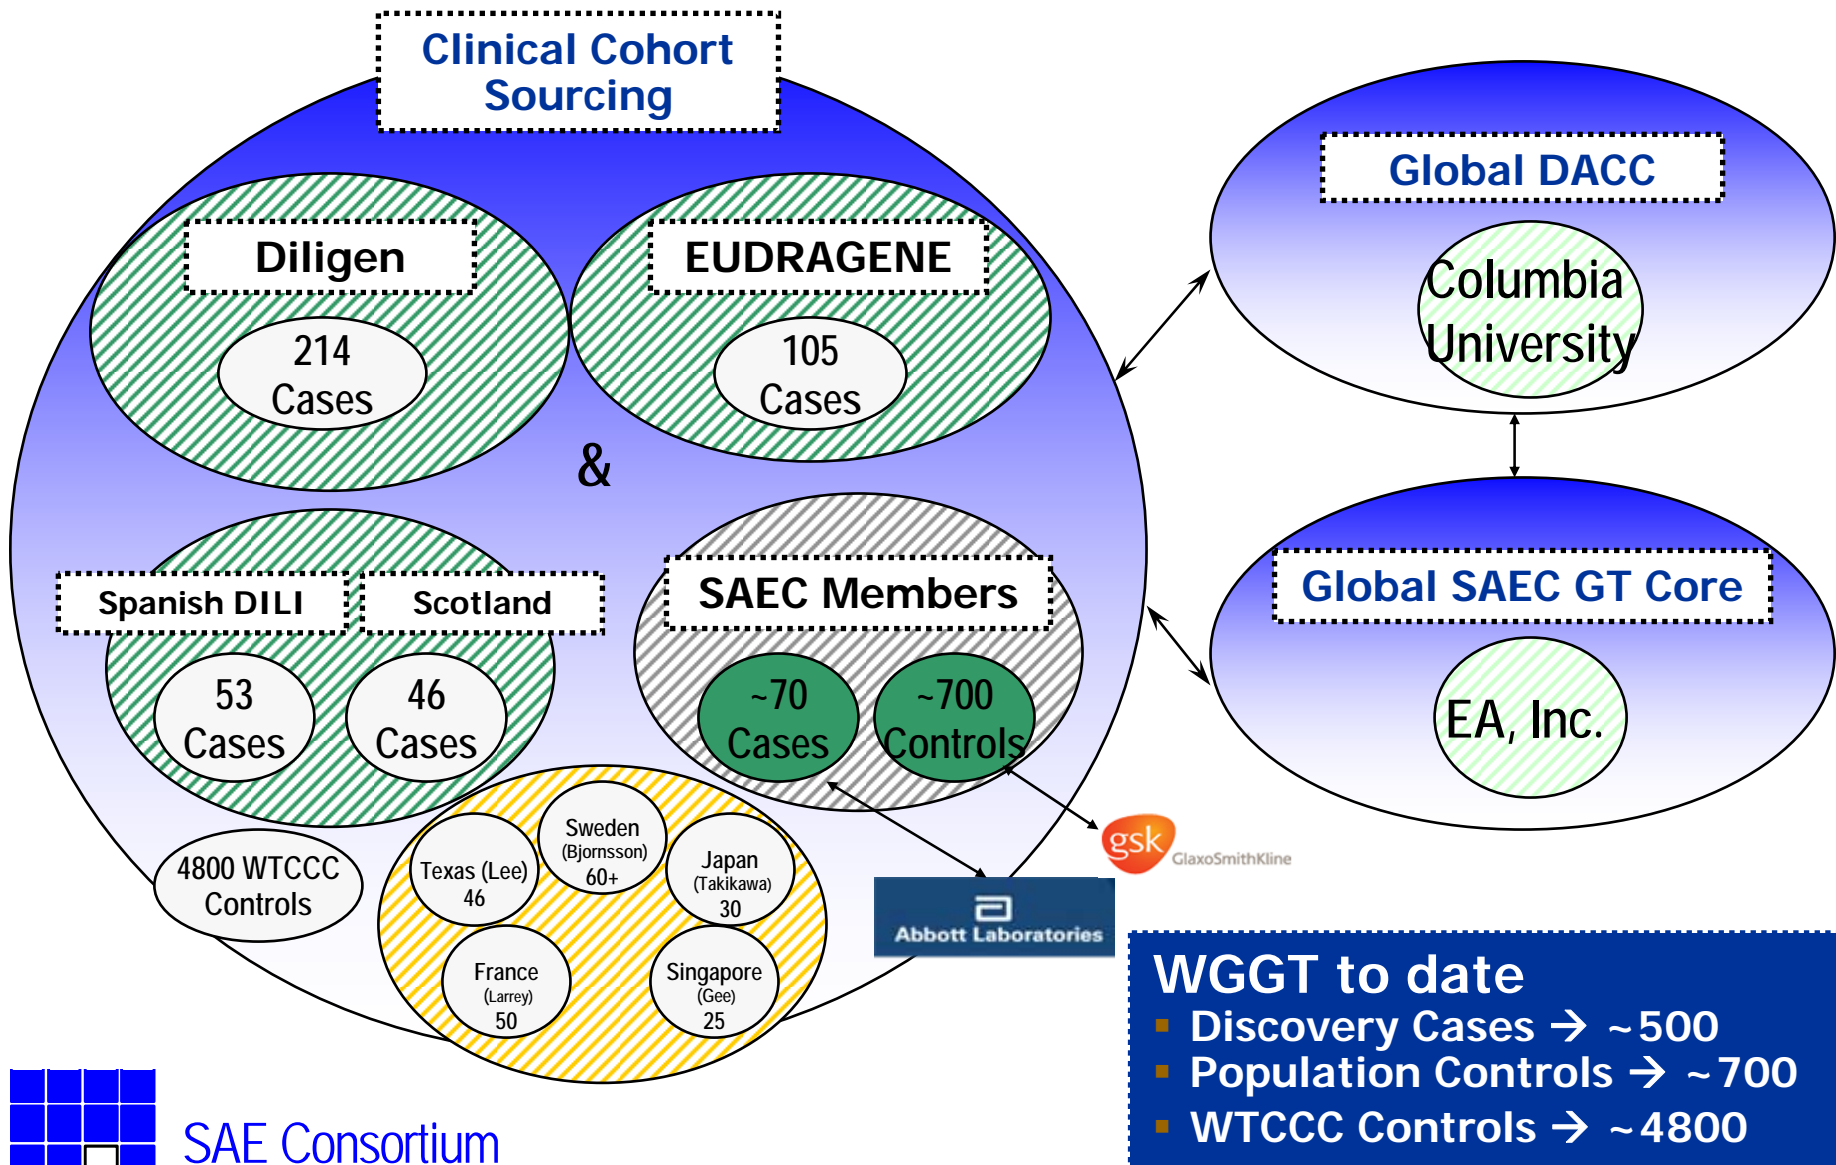 Clinical Cohort
Sourcing
Global DACC
Columbia
University
Diligen
214
Cases
EUDRAGENE
105
Cases
&
Spanish DILI
Scotland
53
Cases
46
Cases
SAEC Members
~70
Cases
~700
Controls
Global SAEC GT Core
EA, Inc.
4800 WTCCC
Controls
Texas (Lee)
46
Sweden
(Bjornsson)
60+
Japan
(Takikawa)
30
France
(Larrey)
50
Singapore
(Gee)
25
gsk
GlaxoSmithKline
a
Abbott Laboratories
WGGT to date
▪ Discovery Cases → ~500
▪ Population Controls → ~700
▪ WTCCC Controls → ~4800
SAE Consortium